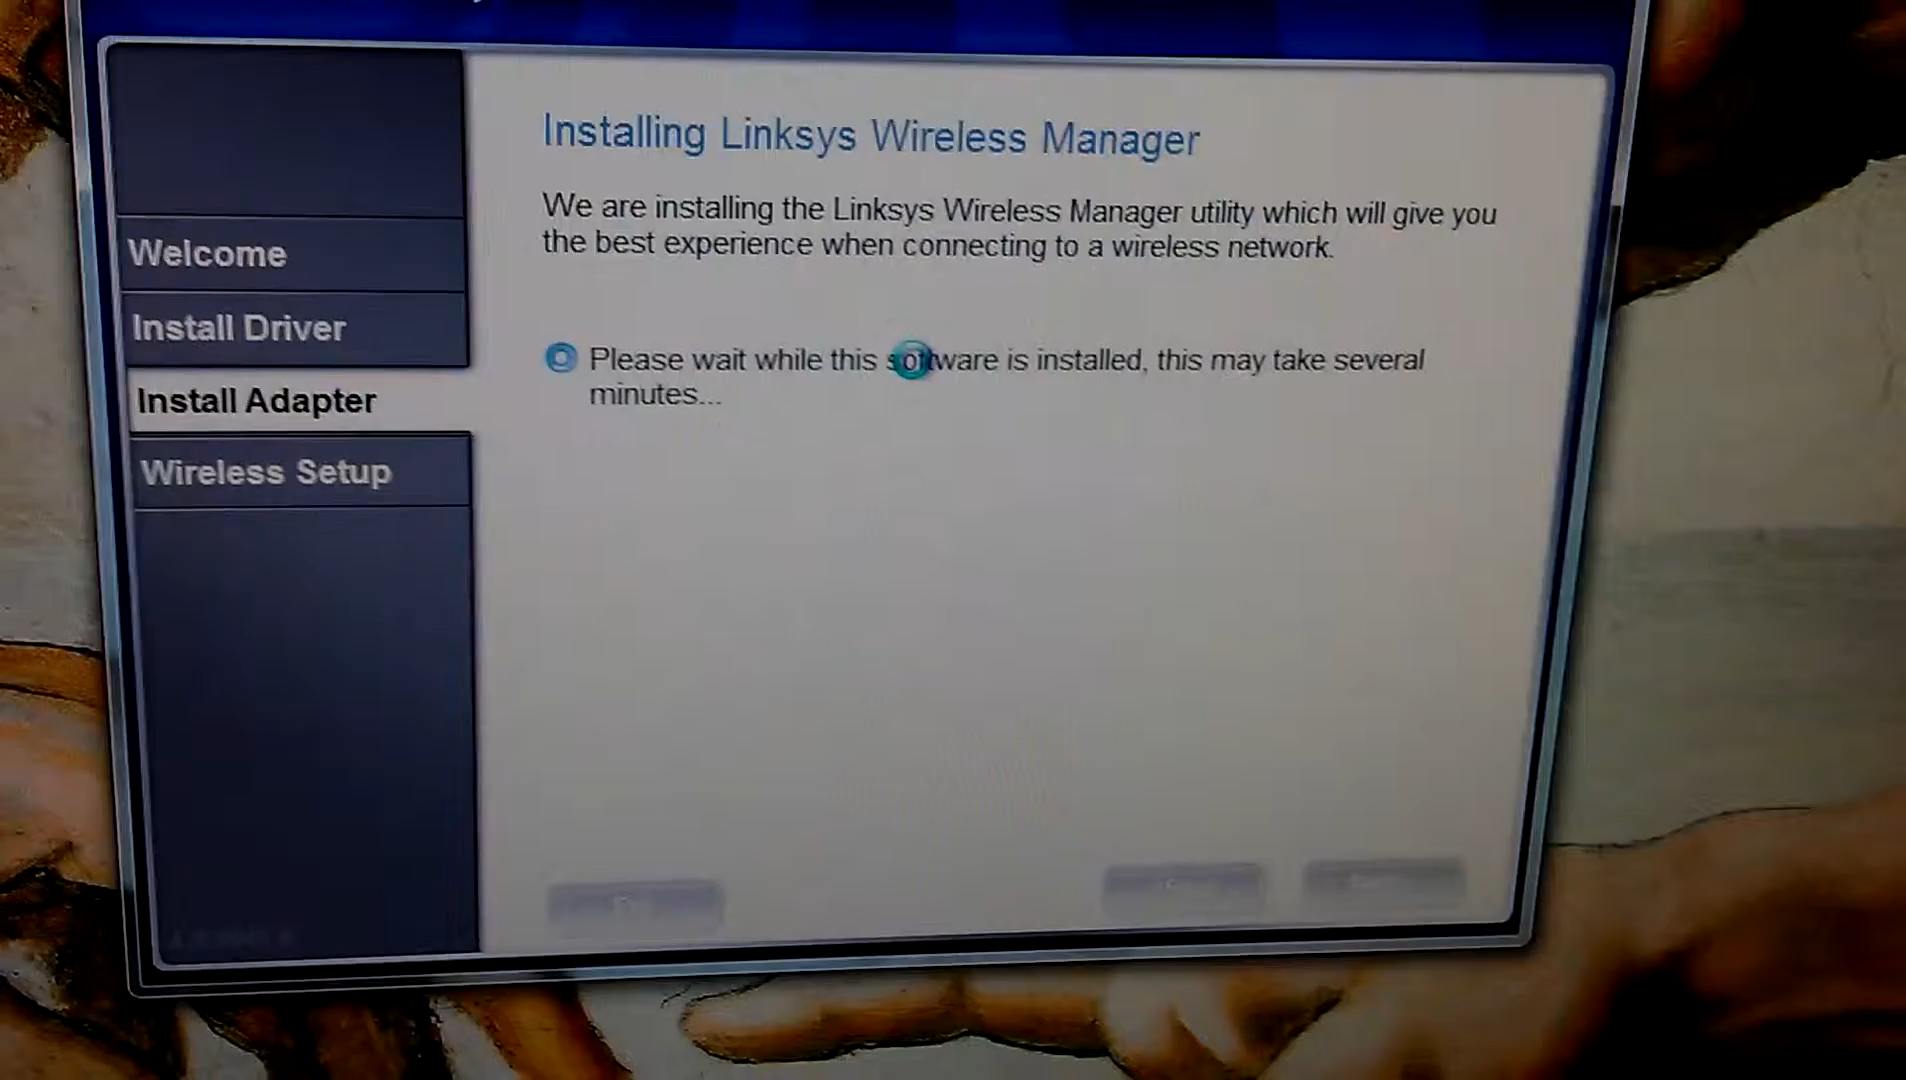 Installing Linksys Wireless Manager
We are installing the Linksys Wireless Manager utility which will give you
the best experience when connecting to a wireless network.
Please wait while this software is installed, this may take several
minutes...
Welcome
Install Driver
Install Adapter
Wireless Setup